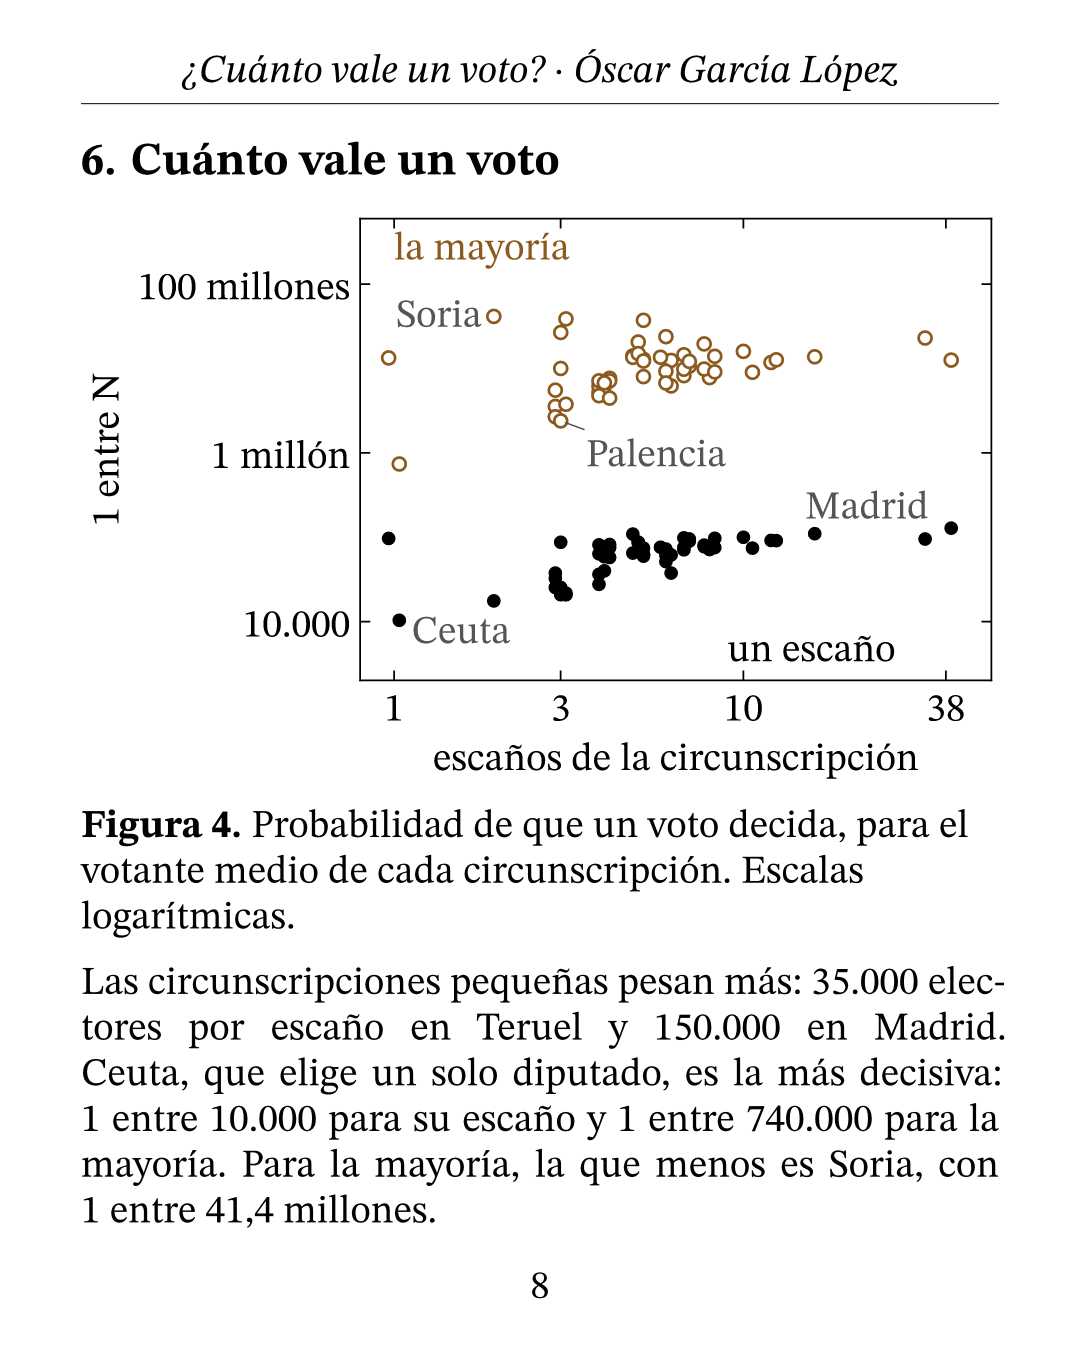 ¿Cuánto vale un voto? · Óscar García López
6. Cuánto vale un voto
la mayoría
100 millones
Soria
1 entre N
1 millón
Palencia
Madrid
10.000
Ceuta
un escaño
1 3 10 38
escaños de la circunscripción
Figura 4. Probabilidad de que un voto decida, para el
votante medio de cada circunscripción. Escalas
logarítmicas.
Las circunscripciones pequeñas pesan más: 35.000 elec-
tores por escaño en Teruel y 150.000 en Madrid.
Ceuta, que elige un solo diputado, es la más decisiva:
1 entre 10.000 para su escaño y 1 entre 740.000 para la
mayoría. Para la mayoría, la que menos es Soria, con
1 entre 41,4 millones.
8